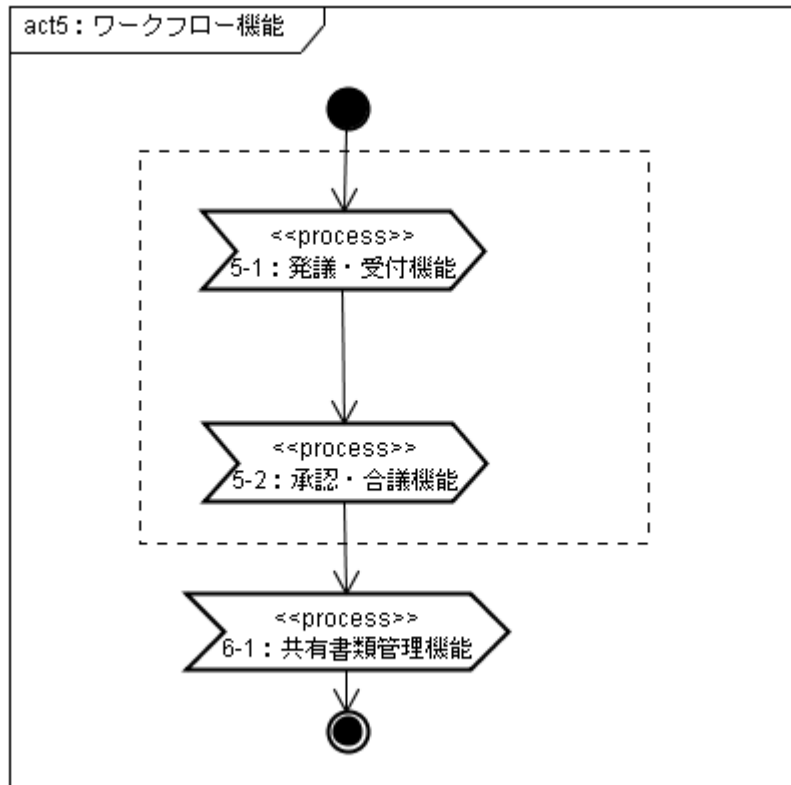 act5：ワークフロー機能
<<process>>
5-1：発議・受付機能
<<process>>
5-2：承認・合議機能
<<process>>
6-1：共有書類管理機能